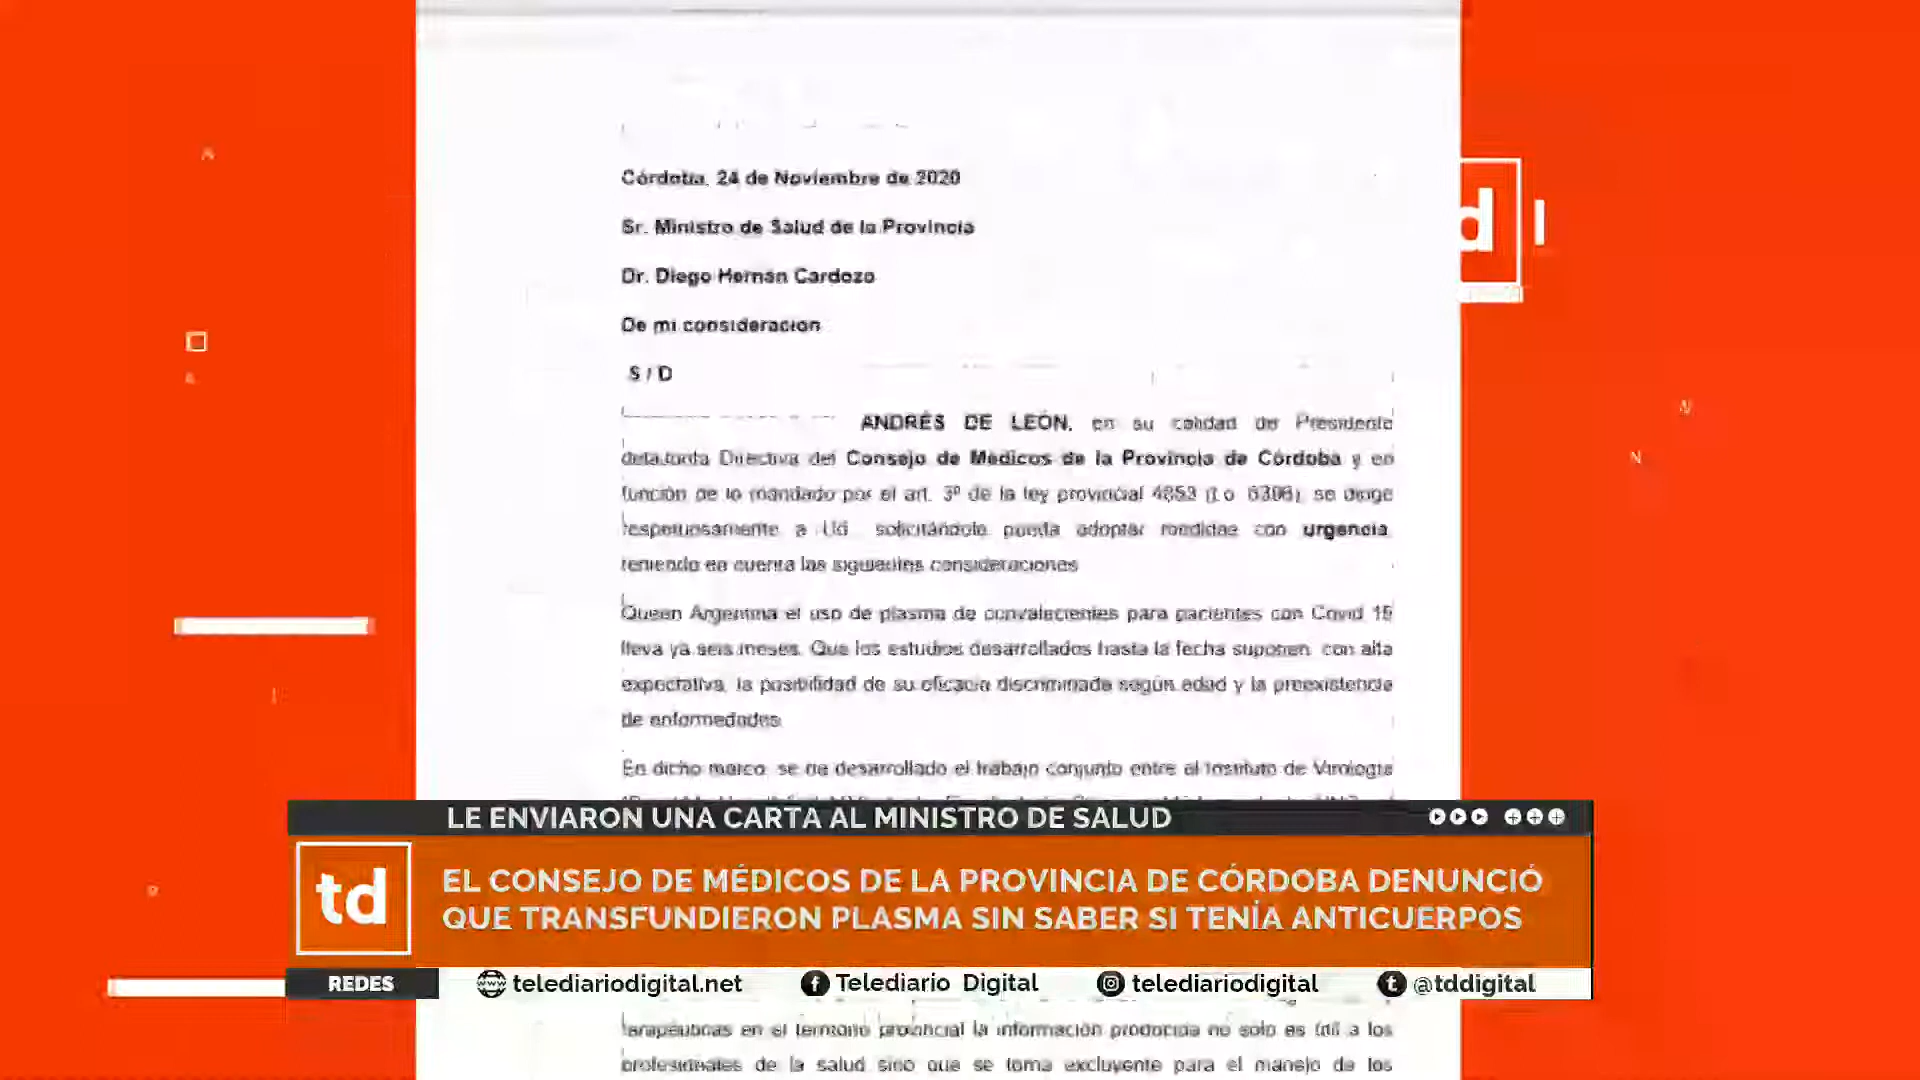 Córdoba, 24 de Noviembre de 2020
Sr. Ministro de Salud de la Provincia
Dr. Diego Hernán Cardozo
De mi consideración
S / D
ANDRÉS DE LEÓN, en su calidad de Presidente
de la Junta Directiva del Consejo de Médicos de la Provincia de Córdoba y en
función de lo mandado por el art. 3º de la ley provincial 4853 (t.o. 6396), se dirige
respetuosamente a Ud. solicitándole pueda adoptar medidas con urgencia,
teniendo en cuenta las siguientes consideraciones
Que en Argentina el uso de plasma de convalecientes para pacientes con Covid 19
lleva ya seis meses. Que los estudios desarrollados hasta la fecha suponen, con alta
expectativa, la posibilidad de su eficacia discriminada según edad y la preexistencia
de enfermedades
En dicho marco, se ha desarrollado el trabajo conjunto entre el Instituto de Virología
LE ENVIARON UNA CARTA AL MINISTRO DE SALUD
td
EL CONSEJO DE MÉDICOS DE LA PROVINCIA DE CÓRDOBA DENUNCIÓ
QUE TRANSFUNDIERON PLASMA SIN SABER SI TENÍA ANTICUERPOS
REDES telediariodigital.net Telediario Digital telediariodigital @tddigital
terapéuticas en el territorio provincial la información producida no solo es útil a los
profesionales de la salud sino que se torna excluyente para el manejo de los
d